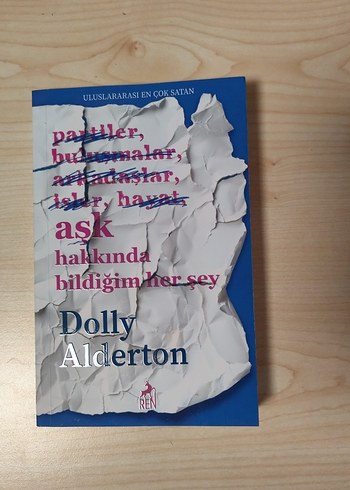 ULUSLARARASI EN ÇOK SATAN
partiler,
buluşmalar,
arkadaşlar,
işler, hayat
aşk
hakkında
bildiğim her şey
Dolly
Alderton
REN